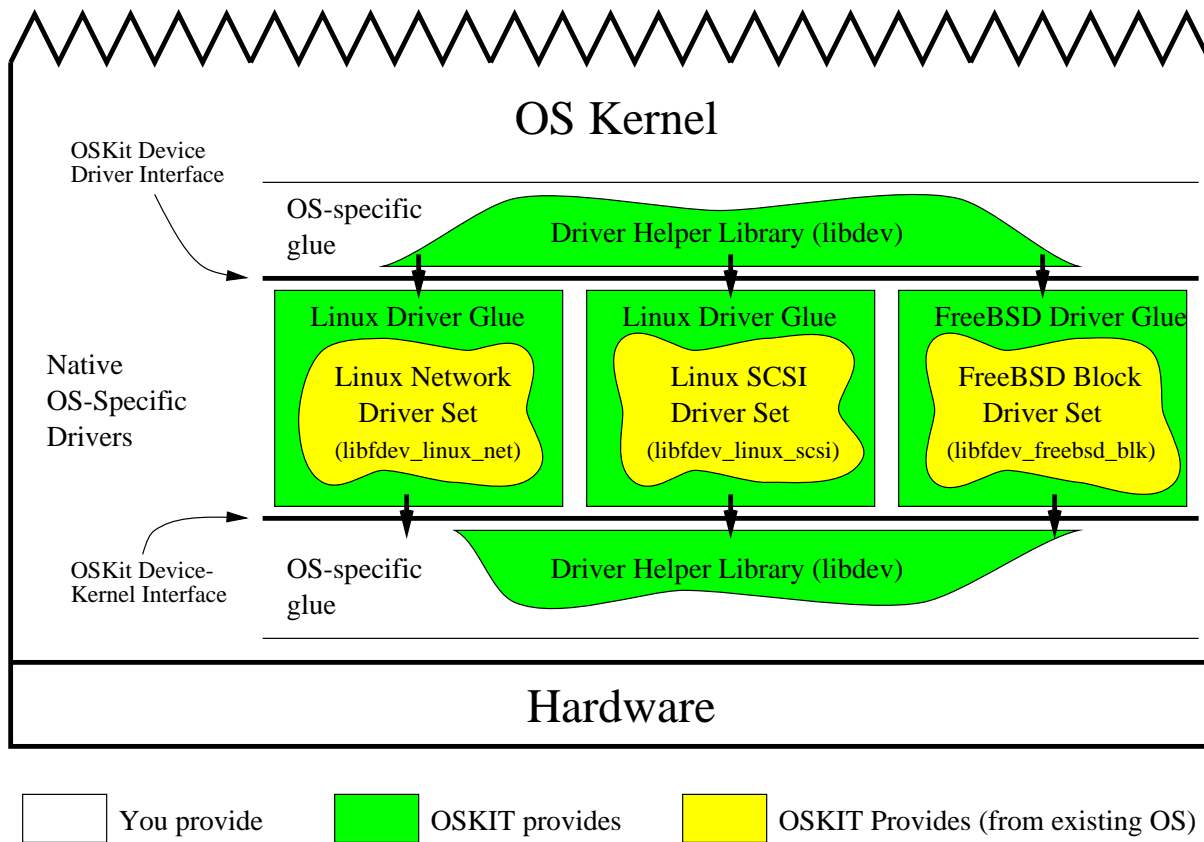 OS Kernel
OSKit Device
Driver Interface
OS-specific
glue
Driver Helper Library (libdev)
Linux Driver Glue
Linux Driver Glue
FreeBSD Driver Glue
Native
OS-Specific
Drivers
Linux Network
Driver Set
(libfdev_linux_net)
Linux SCSI
Driver Set
(libfdev_linux_scsi)
FreeBSD Block
Driver Set
(libfdev_freebsd_blk)
OSKit Device-
Kernel Interface
OS-specific
glue
Driver Helper Library (libdev)
Hardware
You provide
OSKIT provides
OSKIT Provides (from existing OS)